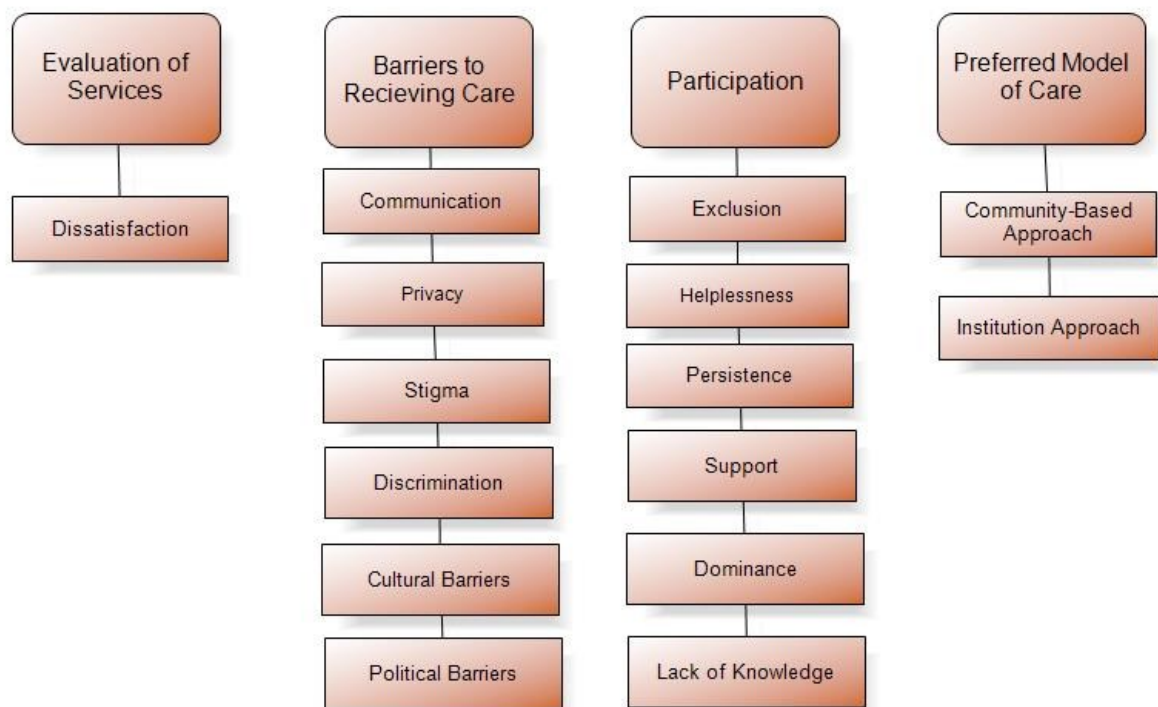 Evaluation of
Services
Dissatisfaction
Barriers to
Recieving Care
Communication
Privacy
Stigma
Discrimination
Cultural Barriers
Political Barriers
Participation
Exclusion
Helplessness
Persistence
Support
Dominance
Lack of Knowledge
Preferred Model
of Care
Community-Based
Approach
Institution Approach